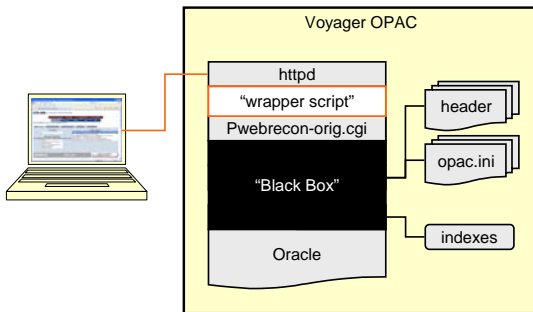 Voyager OPAC
httpd
“wrapper script”
Pwebrecon-orig.cgi
“Black Box”
Oracle
header
opac.ini
indexes